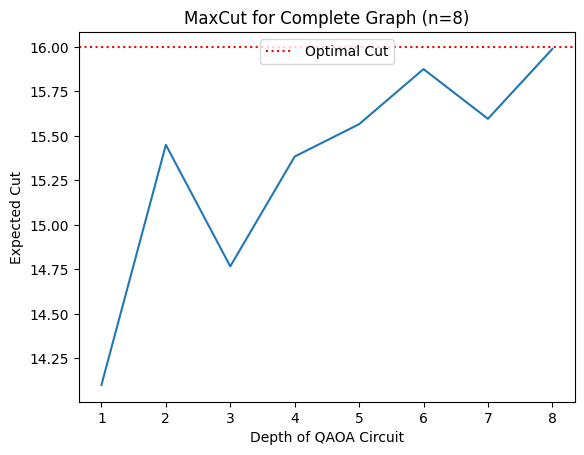 MaxCut for Complete Graph (n=8)
Optimal Cut
16.00
15.75
15.50
15.25
15.00
14.75
14.50
14.25
Expected Cut
1 2 3 4 5 6 7 8
Depth of QAOA Circuit